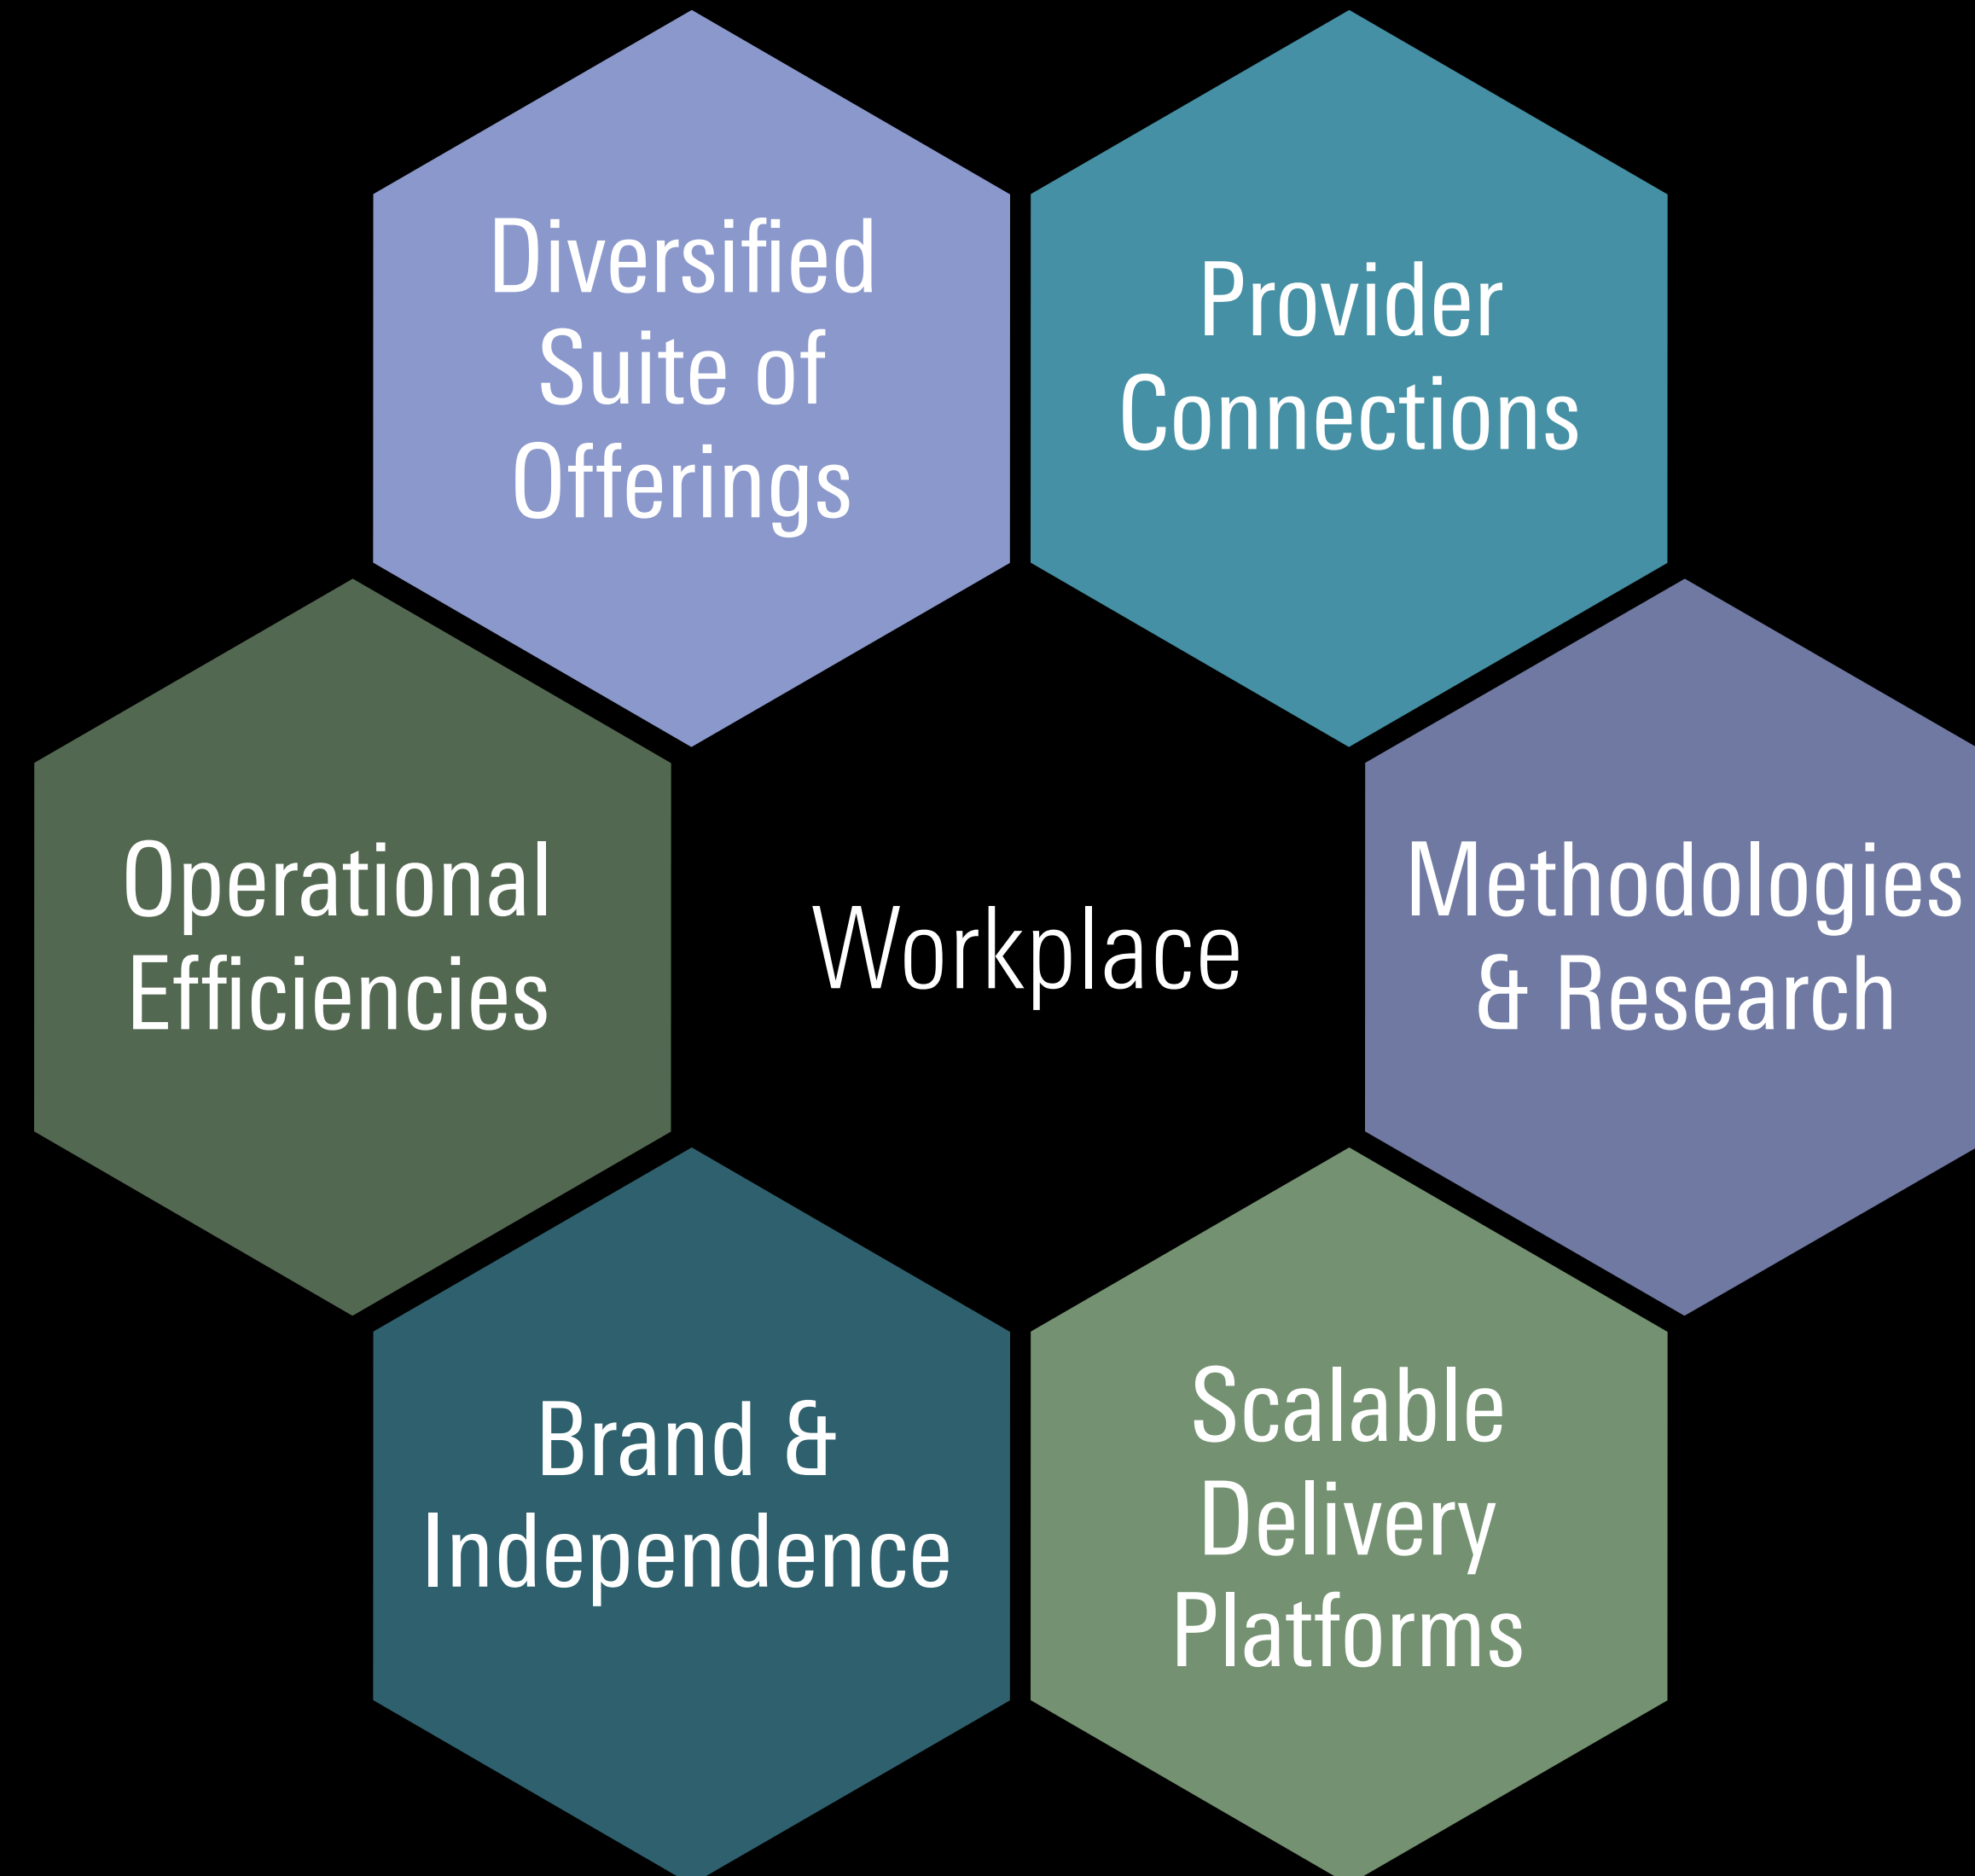 Diversified
Suite of
Offerings
Provider
Connections
Operational
Efficiencies
Workplace
Methodologies
& Research
Brand &
Independence
Scalable
Delivery
Platforms